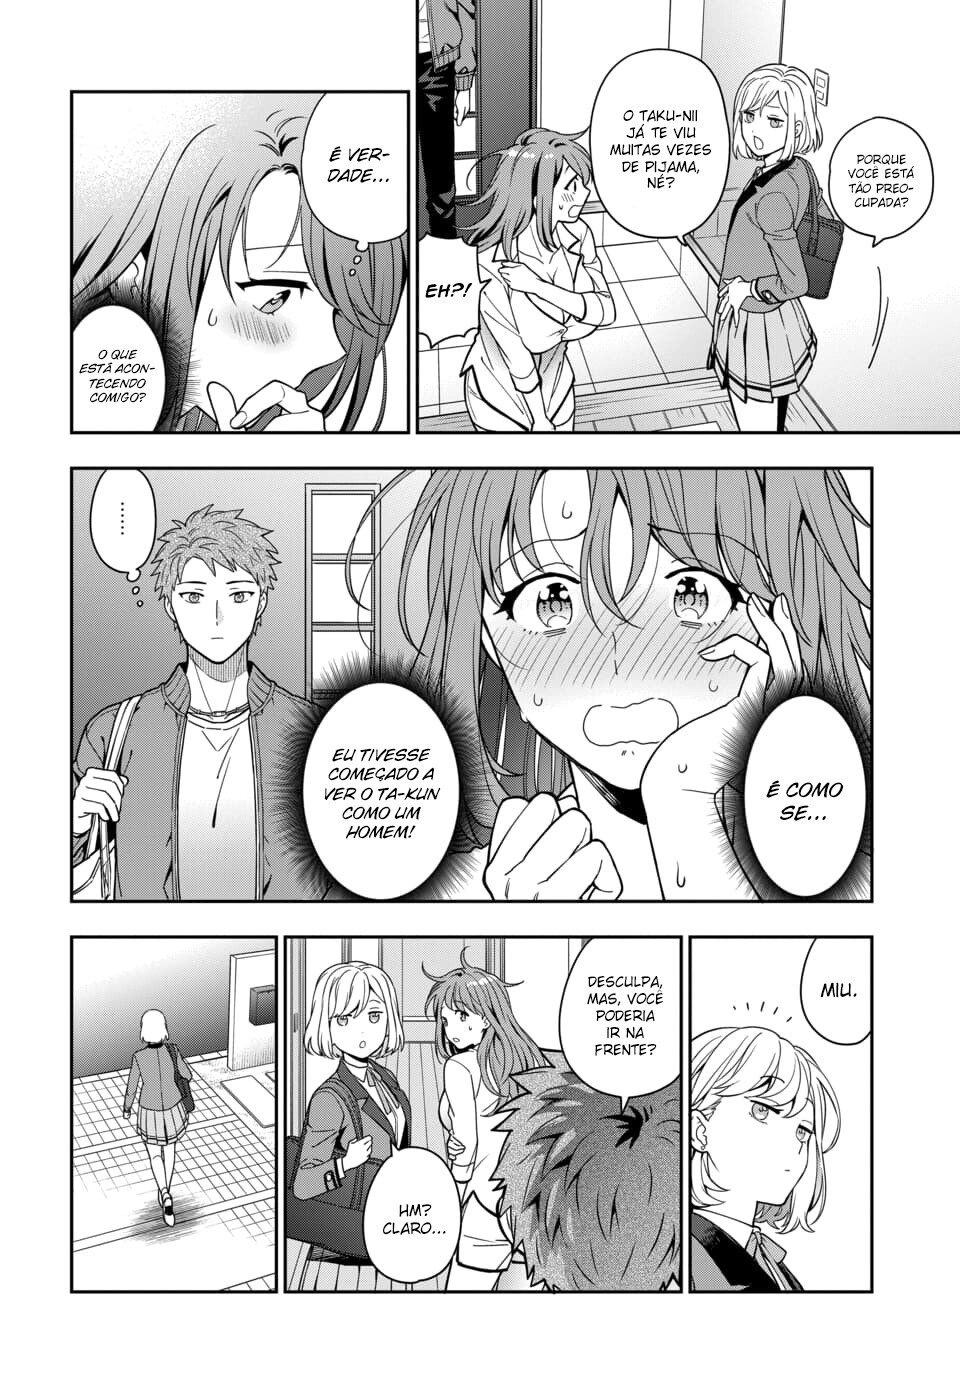 PORQUE
VOCÊ ESTÁ
TÃO PREO-
CUPADA?
O TAKU-NII
JÁ TE VIU
MUITAS VEZES
DE PIJAMA,
NÉ?
EH?!
É VER-
DADE...
O QUE
ESTÁ ACON-
TECENDO
COMIGO?
É COMO
SE...
EU TIVESSE
COMEÇADO A
VER O TA-KUN
COMO UM
HOMEM!
......
MIU.
DESCULPA,
MAS, VOCÊ
PODERIA
IR NA
FRENTE?
HM?
CLARO...